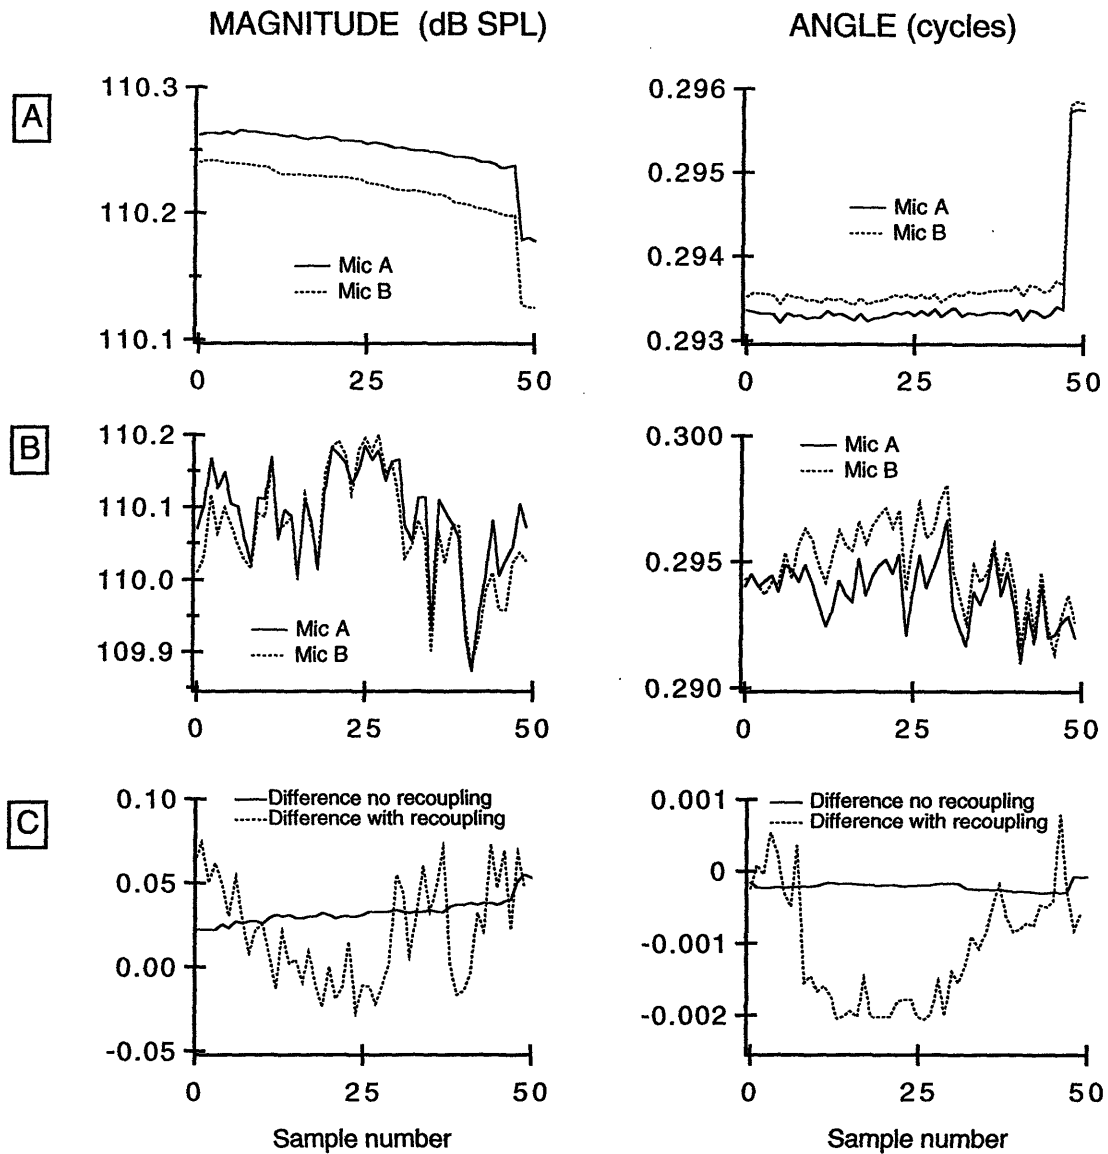 MAGNITUDE (dB SPL)
ANGLE (cycles)
A
110.3
110.2
110.1
Mic A
Mic B
0
25
50
0.296
0.295
0.294
0.293
Mic A
Mic B
0
25
50
B
110.2
110.1
110.0
109.9
Mic A
Mic B
0
25
50
0.300
0.295
0.290
Mic A
Mic B
0
25
50
C
0.10
0.05
0.00
-0.05
Difference no recoupling
Difference with recoupling
0
25
50
Sample number
0.001
0
-0.001
-0.002
Difference no recoupling
Difference with recoupling
0
25
50
Sample number